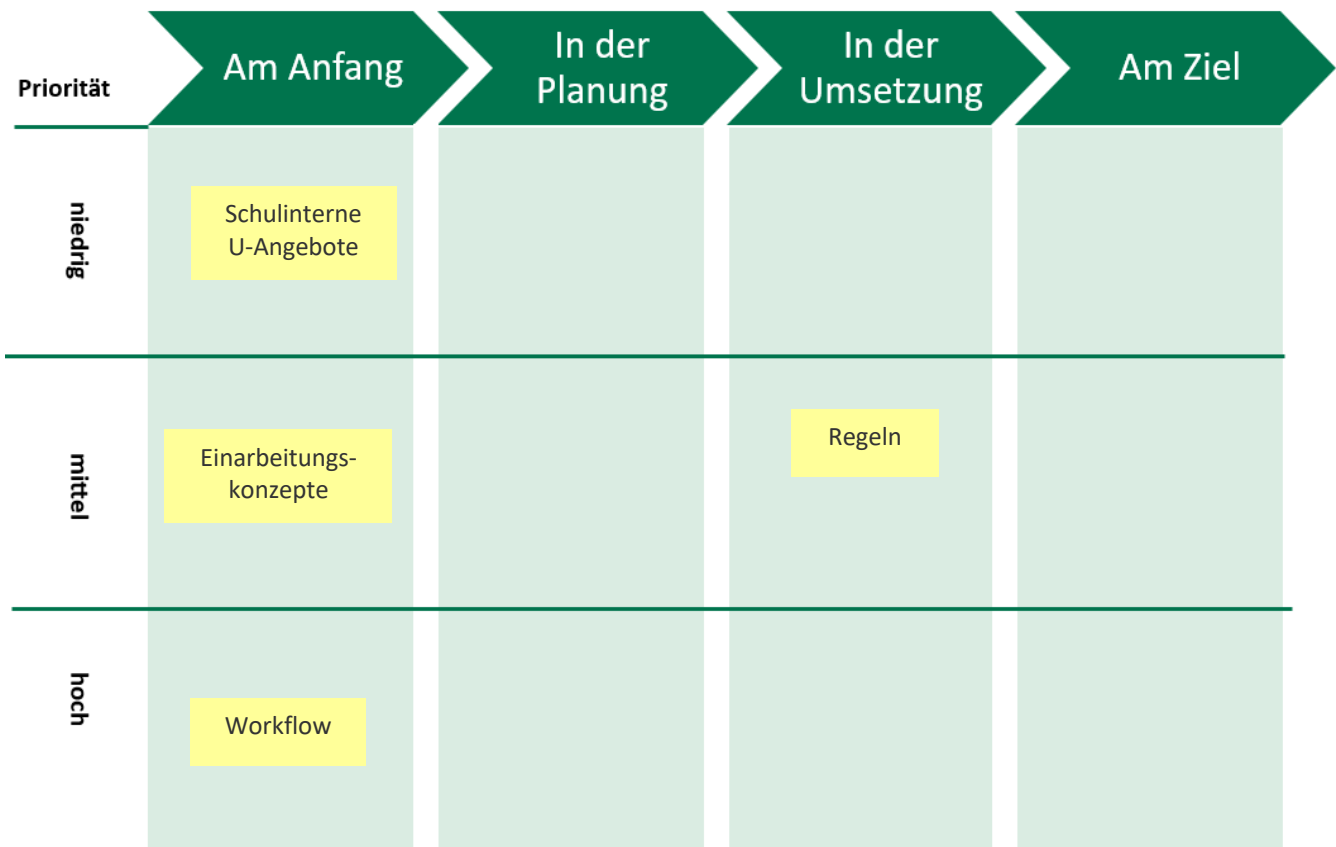 Priorität
Am Anfang
In der
Planung
In der
Umsetzung
Am Ziel
niedrig
Schulinterne
U-Angebote
mittel
Einarbeitungs-
konzepte
Regeln
hoch
Workflow